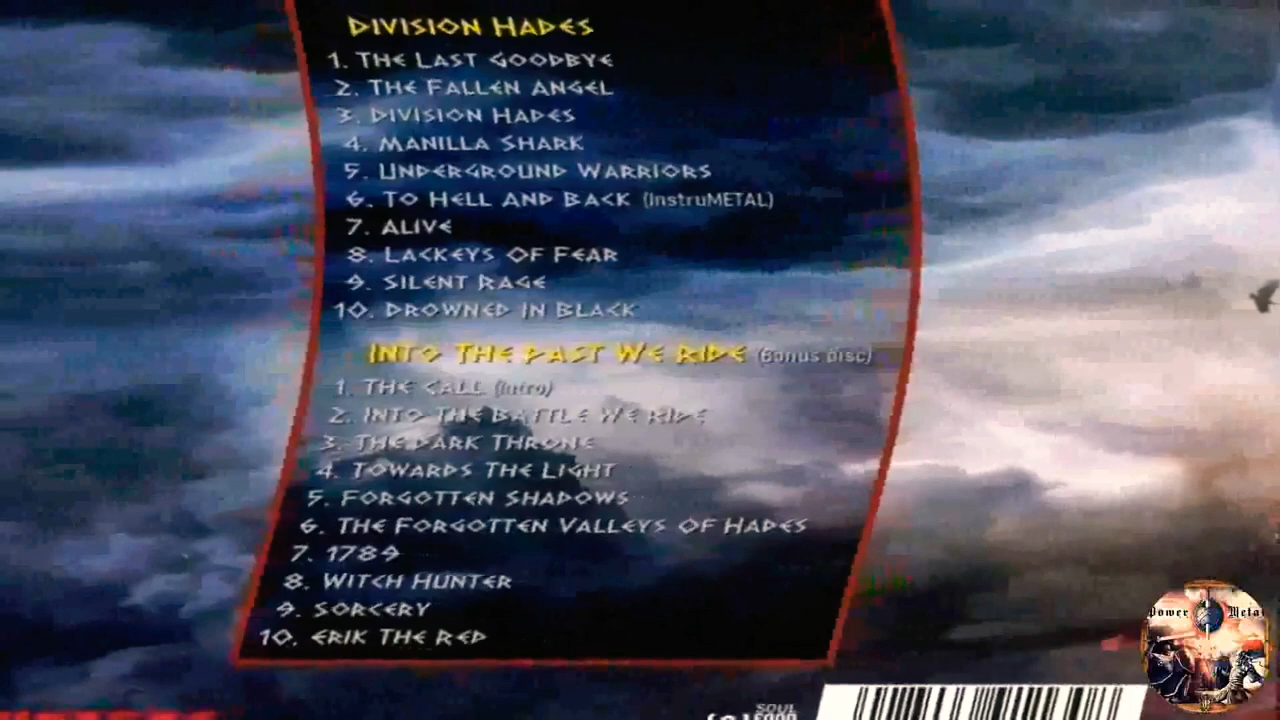 DIVISION HADES
1. THE LAST GOODBYE
2. THE FALLEN ANGEL
3. DIVISION HADES
4. MANILLA SHARK
5. UNDERGROUND WARRIORS
6. TO HELL AND BACK (InstruMETAL)
7. ALIVE
8. LACKEYS OF FEAR
9. SILENT RAGE
10. DROWNED IN BLACK
INTO THE PAST WE RIDE (Bonus Disc)
1. THE CALL (Intro)
2. INTO THE BATTLE WE RIDE
3. THE DARK THRONE
4. TOWARDS THE LIGHT
5. FORGOTTEN SHADOWS
6. THE FORGOTTEN VALLEYS OF HADES
7. 1789
8. WITCH HUNTER
9. SORCERY
10. ERIK THE RED
Power Metal
SOUL
FOOD